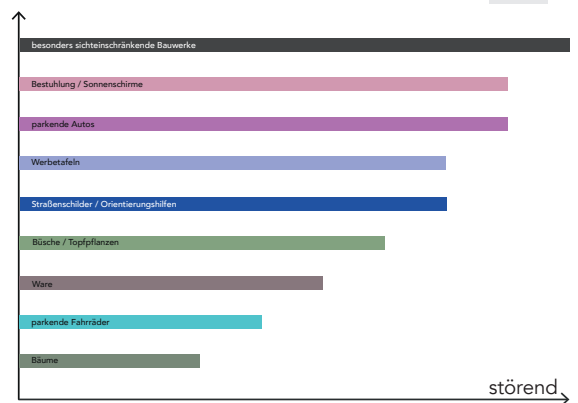 besonders sichteinschränkende Bauwerke
Bestuhlung / Sonnenschirme
parkende Autos
Werbetafeln
Straßenschilder / Orientierungshilfen
Büsche / Topfpflanzen
Ware
parkende Fahrräder
Bäume
störend